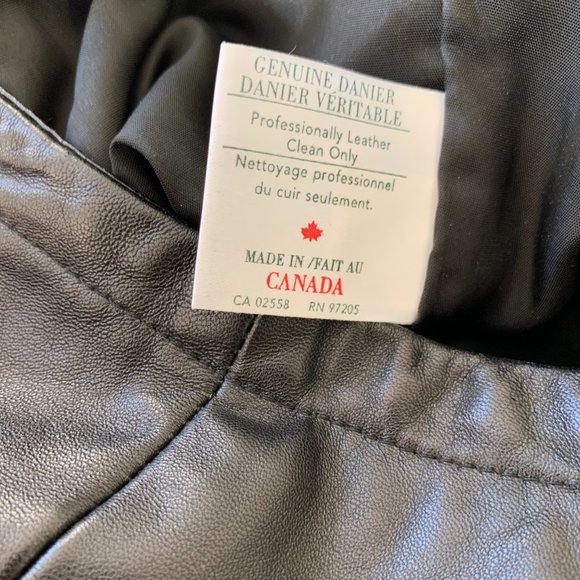 GENUINE DANIER
DANIER VÉRITABLE
Professionally Leather
Clean Only
Nettoyage professionnel
du cuir seulement.
MADE IN /FAIT AU
CANADA
CA 02558 RN 97205